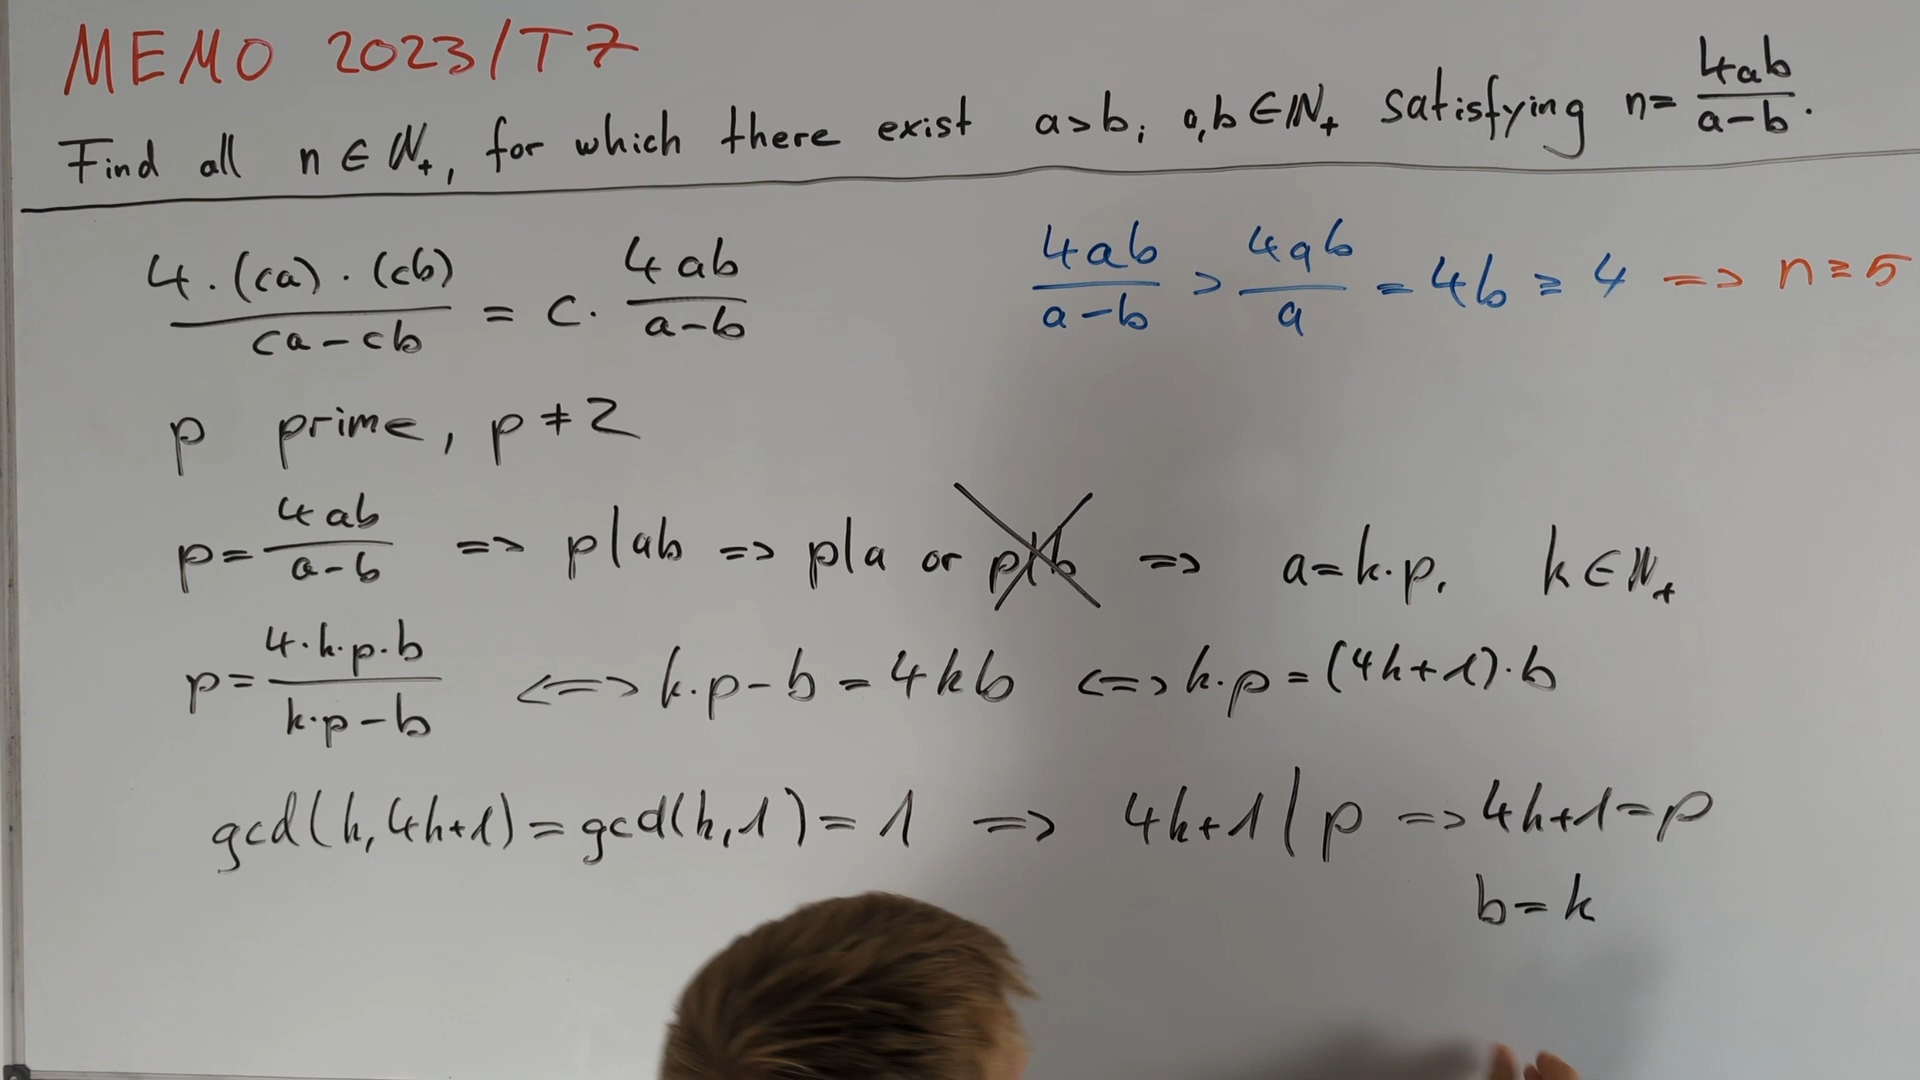 MEMO 2023/T7
Find all n ∈ ℕ₊, for which there exist a>b; a,b ∈ ℕ₊ satisfying n = 4ab/(a-b).
4·(ca)·(cb)/(ca-cb) = c·4ab/(a-b)
4ab/(a-b) > 4ab/a = 4b ≥ 4 => n ≥ 5
p prime, p ≠ 2
p = 4ab/(a-b) => p|ab => p|a or p|b => a=k·p, k ∈ ℕ₊
p = 4·k·p·b/(k·p-b) <=> k·p-b = 4kb <=> k·p = (4k+1)·b
gcd(k,4k+1) = gcd(k,1) = 1 => 4k+1 | p => 4k+1=p
b=k